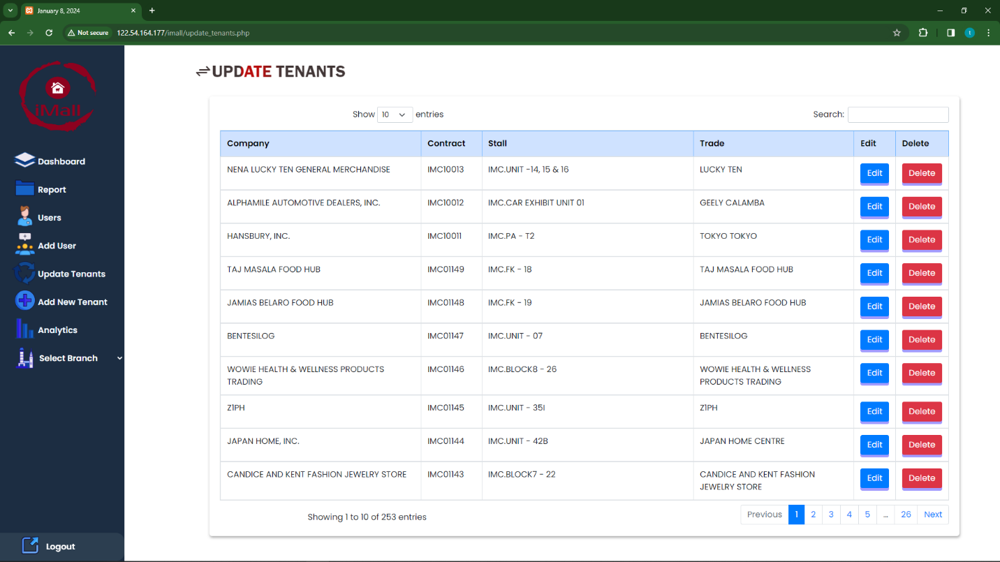 January 8, 2024
Not secure 122.54.164.177/imall/update_tenants.php
t
IMall
Dashboard
Report
Users
Add User
Update Tenants
Add New Tenant
Analytics
Select Branch
Logout
UPDATE TENANTS
Show 10 entries Search:
Company Contract Stall Trade Edit Delete
NENA LUCKY TEN GENERAL MERCHANDISE IMC10013 IMC.UNIT -14, 15 & 16 LUCKY TEN Edit Delete
ALPHAMILE AUTOMOTIVE DEALERS, INC. IMC10012 IMC.CAR EXHIBIT UNIT 01 GEELY CALAMBA Edit Delete
HANSBURY, INC. IMC10011 IMC.PA - T2 TOKYO TOKYO Edit Delete
TAJ MASALA FOOD HUB IMC01149 IMC.FK - 18 TAJ MASALA FOOD HUB Edit Delete
JAMIAS BELARO FOOD HUB IMC01148 IMC.FK - 19 JAMIAS BELARO FOOD HUB Edit Delete
BENTESILOG IMC01147 IMC.UNIT - 07 BENTESILOG Edit Delete
WOWIE HEALTH & WELLNESS PRODUCTS IMC01146 IMC.BLOCK8 - 26 WOWIE HEALTH & WELLNESS Edit Delete
TRADING PRODUCTS TRADING
Z1PH IMC01145 IMC.UNIT - 35I Z1PH Edit Delete
JAPAN HOME, INC. IMC01144 IMC.UNIT - 42B JAPAN HOME CENTRE Edit Delete
CANDICE AND KENT FASHION JEWELRY STORE IMC01143 IMC.BLOCK7 - 22 CANDICE AND KENT FASHION Edit Delete
JEWELRY STORE
Showing 1 to 10 of 253 entries Previous 1 2 3 4 5 … 26 Next